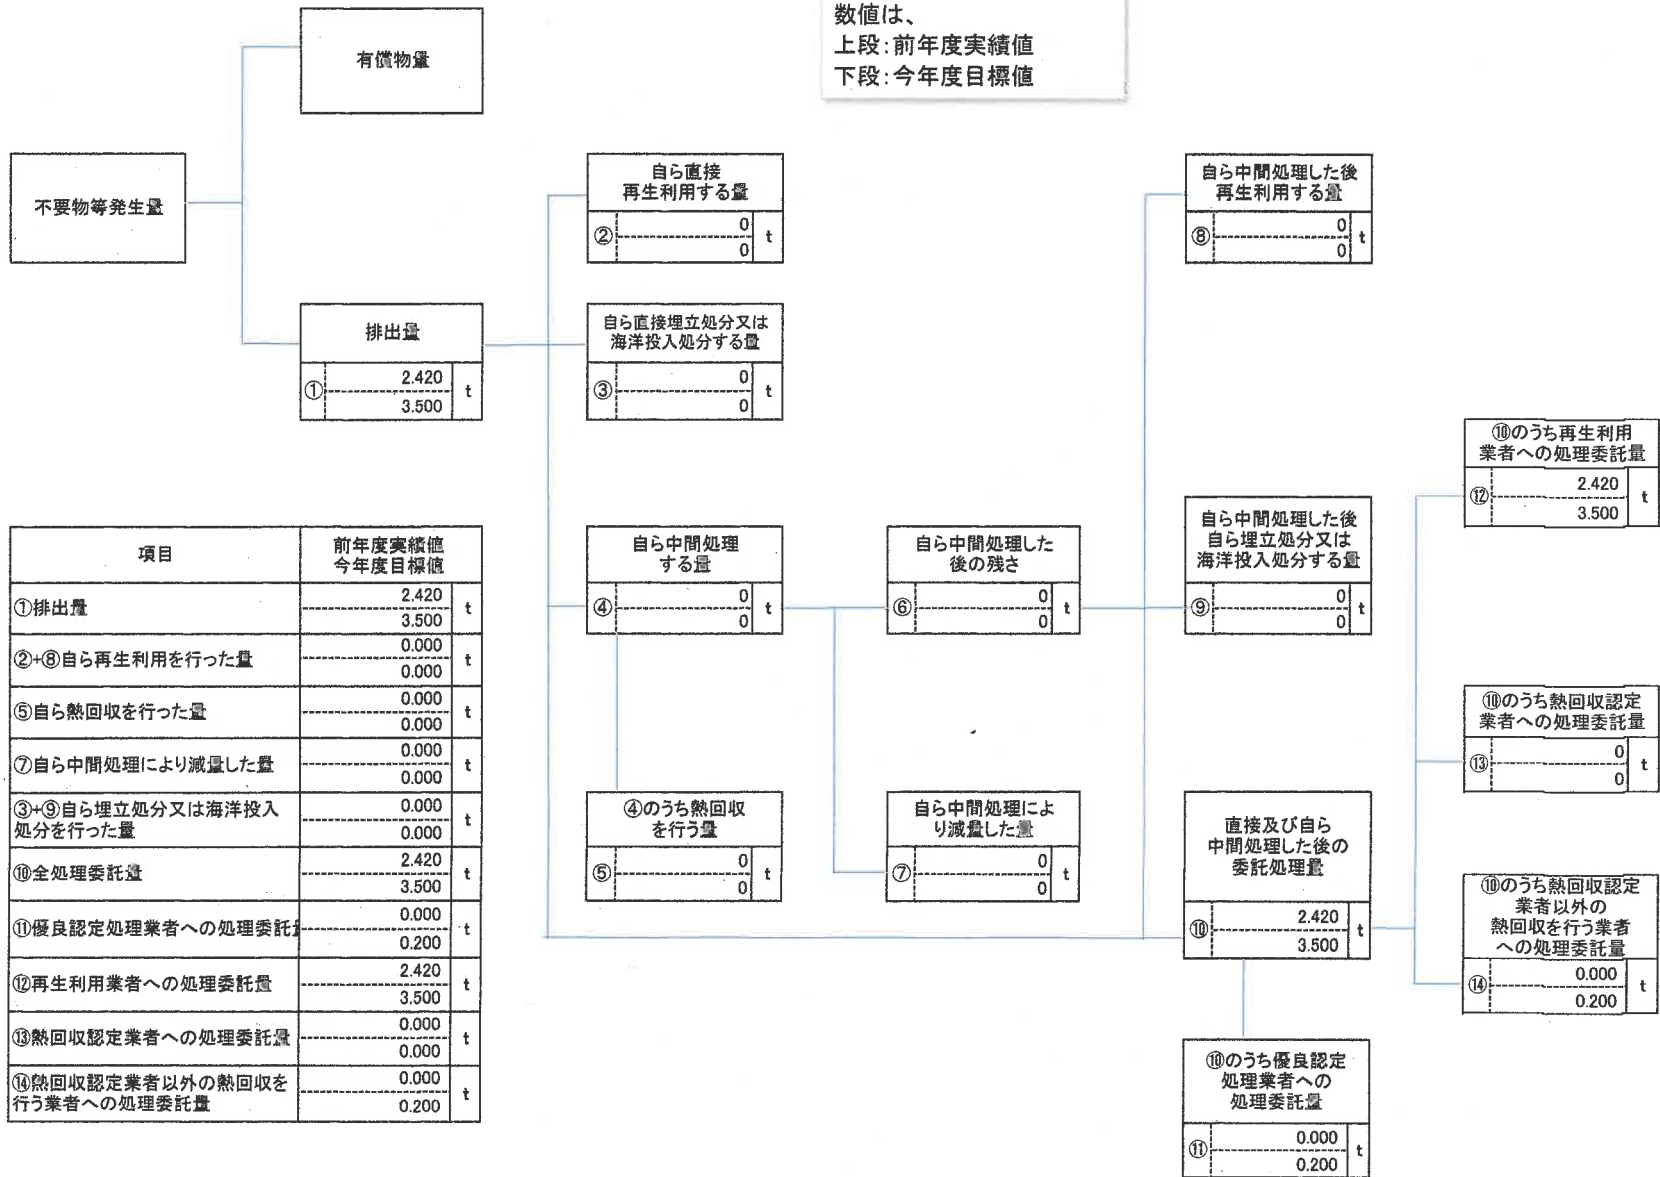 数値は、
上段：前年度実績値
下段：今年度目標値
有償物量
不要物等発生量
排出量
①
2.420
3.500
t
自ら直接
再生利用する量
②
0
0
t
自ら直接埋立処分又は
海洋投入処分する量
③
0
0
t
自ら中間処理
する量
④
0
0
t
④のうち熱回収
を行う量
⑤
0
0
t
自ら中間処理した
後の残さ
⑥
0
0
t
自ら中間処理によ
り減量した量
⑦
0
0
t
自ら中間処理した後
再生利用する量
⑧
0
0
t
自ら中間処理した後
自ら埋立処分又は
海洋投入処分する量
⑨
0
0
t
直接及び自ら
中間処理した後の
委託処理量
⑩
2.420
3.500
t
⑩のうち優良認定
処理業者への
処理委託量
⑪
0.000
0.200
t
⑩のうち再生利用
業者への処理委託量
⑫
2.420
3.500
t
⑩のうち熱回収認定
業者への処理委託量
⑬
0
0
t
⑩のうち熱回収認定
業者以外の
熱回収を行う業者
への処理委託量
⑭
0.000
0.200
t
項目
前年度実績値
今年度目標値
①排出量
2.420
3.500
t
②+⑧自ら再生利用を行った量
0.000
0.000
t
⑤自ら熱回収を行った量
0.000
0.000
t
⑦自ら中間処理により減量した量
0.000
0.000
t
③+⑨自ら埋立処分又は海洋投入
処分を行った量
0.000
0.000
t
⑩全処理委託量
2.420
3.500
t
⑪優良認定処理業者への処理委託
0.000
0.200
t
⑫再生利用業者への処理委託量
2.420
3.500
t
⑬熱回収認定業者への処理委託量
0.000
0.000
t
⑭熱回収認定業者以外の熱回収を
行う業者への処理委託量
0.000
0.200
t